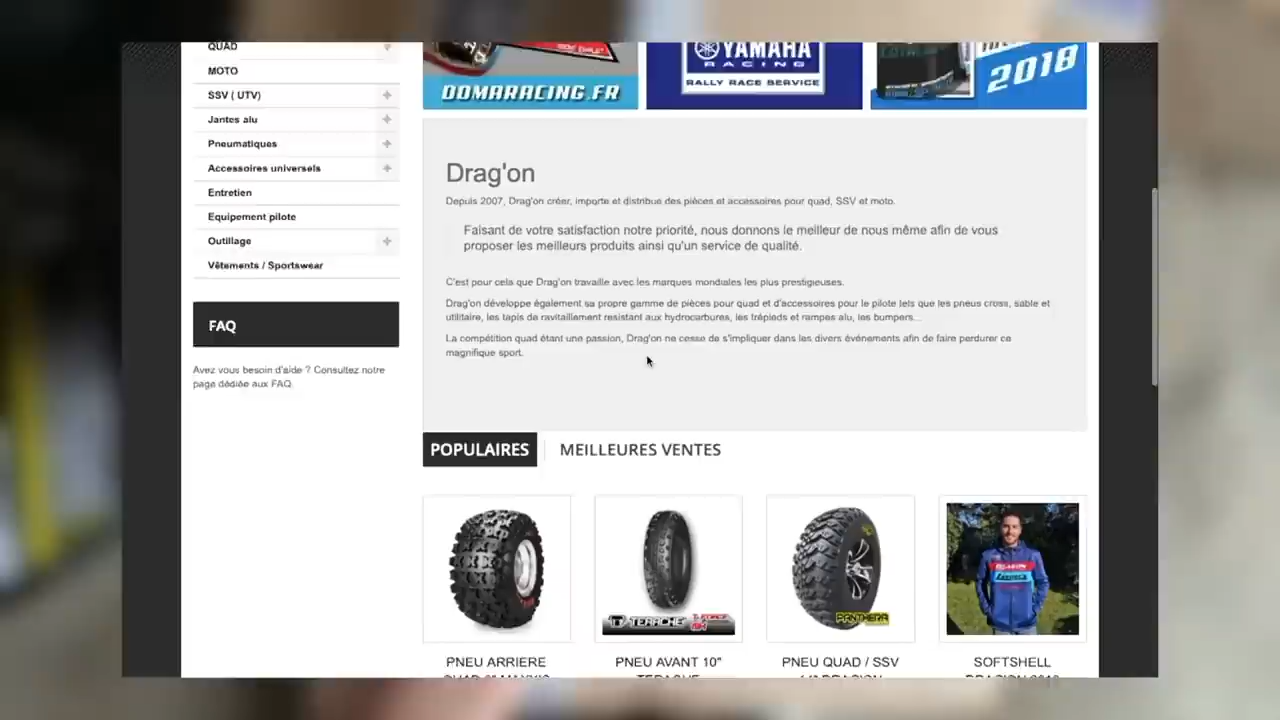 QUAD
MOTO
SSV ( UTV)
Jantes alu
Pneumatiques
Accessoires universels
Entretien
Equipement pilote
Outillage
Vêtements / Sportswear
FAQ
Avez vous besoin d'aide ? Consultez notre
page dédiée aux FAQ.
DOMARACING.FR
YAMAHA
RACING
RALLY RACE SERVICE
2018
Drag'on
Depuis 2007, Drag'on créer, importe et distribue des pièces et accessoires pour quad, SSV et moto.
Faisant de votre satisfaction notre priorité, nous donnons le meilleur de nous même afin de vous
proposer les meilleurs produits ainsi qu'un service de qualité.
C'est pour cela que Drag'on travaille avec les marques mondiales les plus prestigieuses.
Drag'on développe également sa propre gamme de pièces pour quad et d'accessoires pour le pilote tels que les pneus cross, sable et
utilitaire, les tapis de ravitaillement resistant aux hydrocarbures, les trépieds et rampes alu, les bumpers...
La compétition quad étant une passion, Drag'on ne cesse de s'impliquer dans les divers événements afin de faire perdurer ce
magnifique sport.
POPULAIRES
MEILLEURES VENTES
TERACHE
PANTHERA
PNEU ARRIERE
PNEU AVANT 10"
PNEU QUAD / SSV
SOFTSHELL